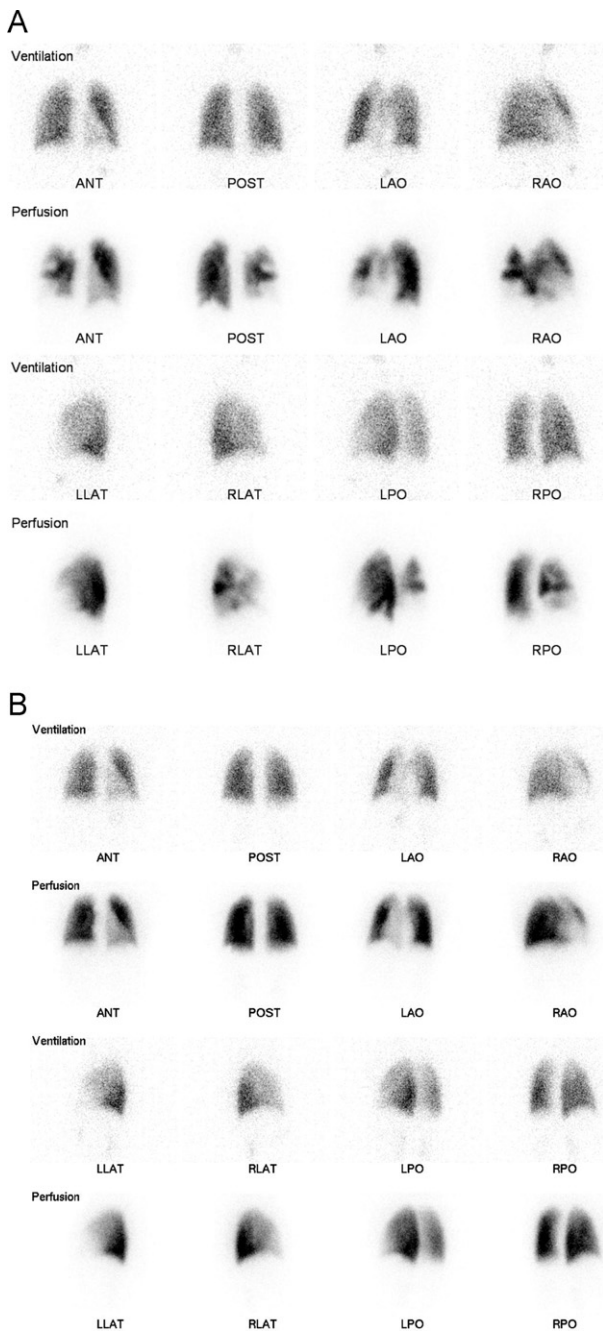 A
Ventilation
ANT POST LAO RAO
Perfusion
ANT POST LAO RAO
Ventilation
LLAT RLAT LPO RPO
Perfusion
LLAT RLAT LPO RPO
B
Ventilation
ANT POST LAO RAO
Perfusion
ANT POST LAO RAO
Ventilation
LLAT RLAT LPO RPO
Perfusion
LLAT RLAT LPO RPO